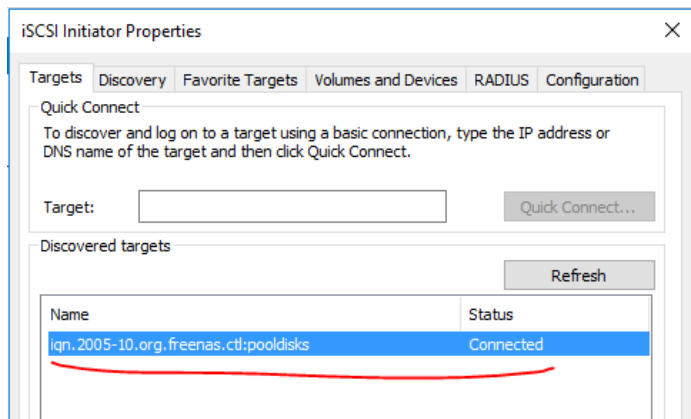 iSCSI Initiator Properties
Targets Discovery Favorite Targets Volumes and Devices RADIUS Configuration
Quick Connect
To discover and log on to a target using a basic connection, type the IP address or
DNS name of the target and then click Quick Connect.
Target: Quick Connect...
Discovered targets
Refresh
Name Status
iqn.2005-10.org.freenas.ctl:pooldisks Connected